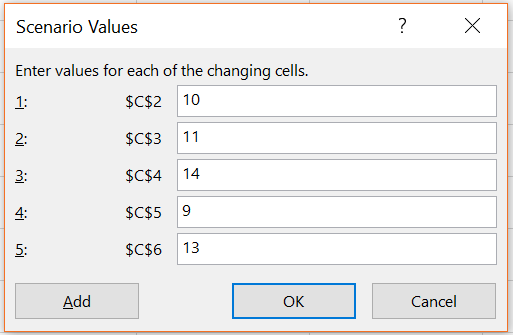 Scenario Values ?
Enter values for each of the changing cells.
1: $C$2 10
2: $C$3 11
3: $C$4 14
4: $C$5 9
5: $C$6 13
Add OK Cancel